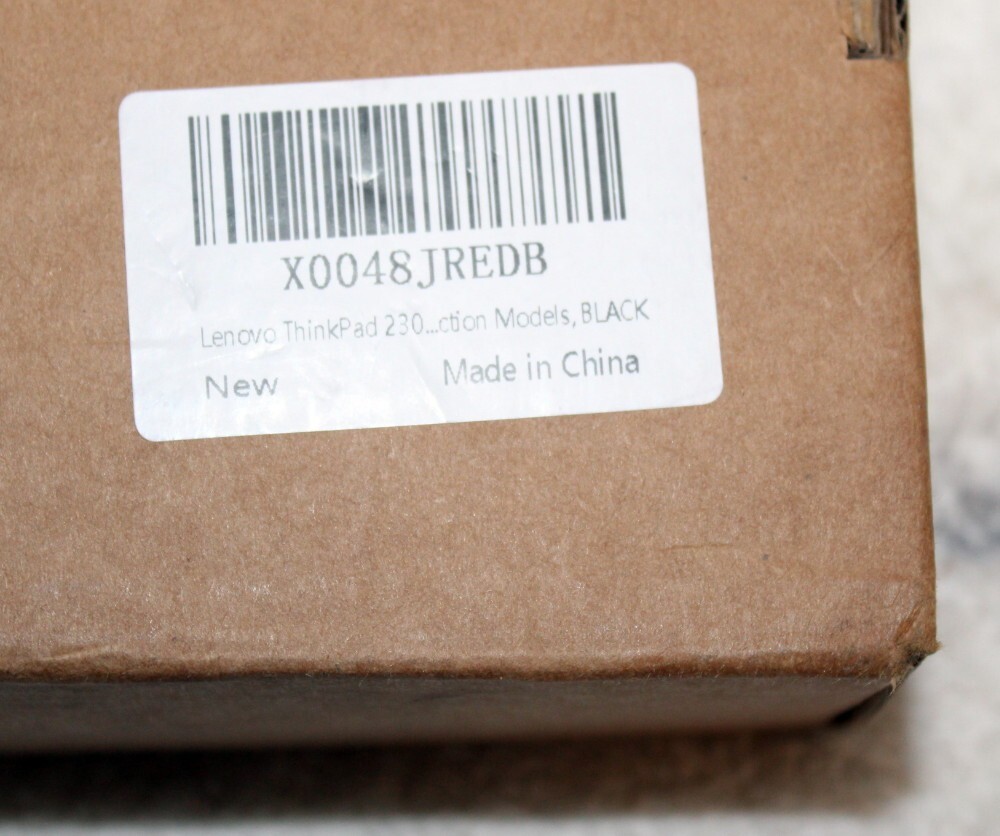 X0048JREDB
Lenovo ThinkPad 230...ction Models, BLACK
New
Made in China